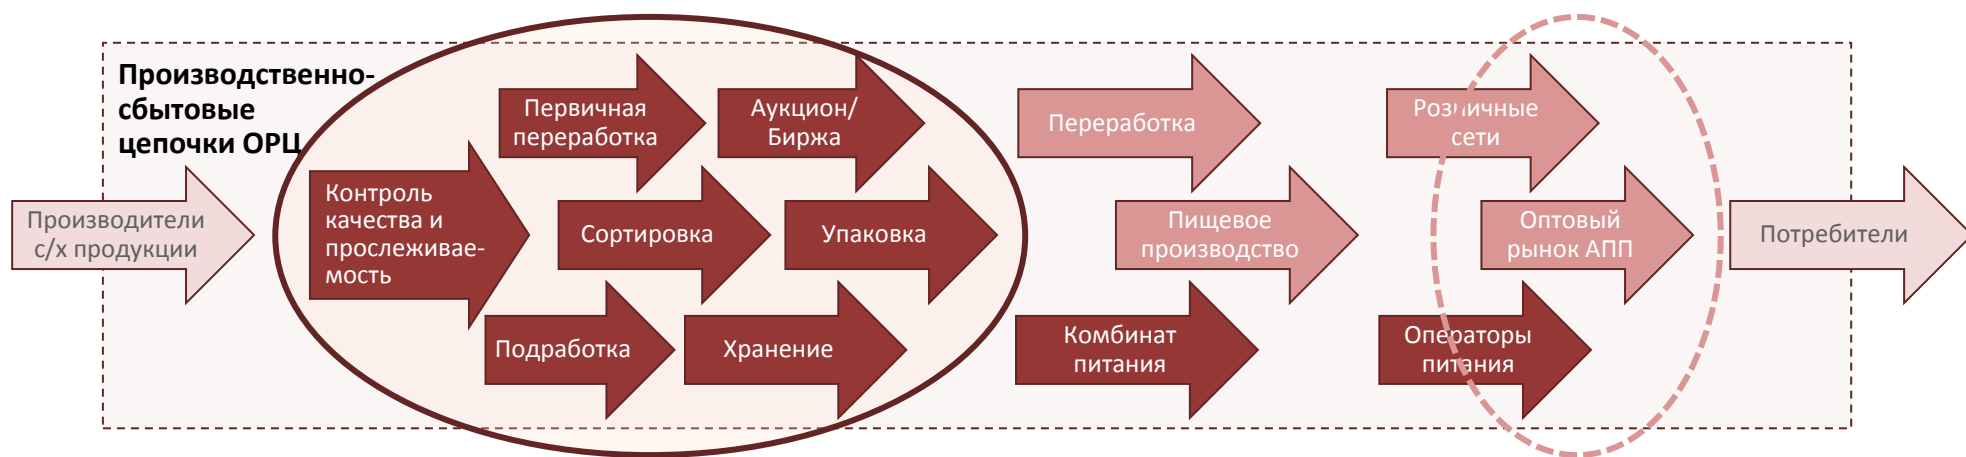 Производственно-
сбытовые
цепочки ОРЦ
Производители
с/х продукции
Контроль
качества и
прослеживае-
мость
Первичная
переработка
Аукцион/
Биржа
Сортировка
Упаковка
Подработка
Хранение
Переработка
Пищевое
производство
Комбинат
питания
Розничные
сети
Оптовый
рынок АПП
Операторы
питания
Потребители